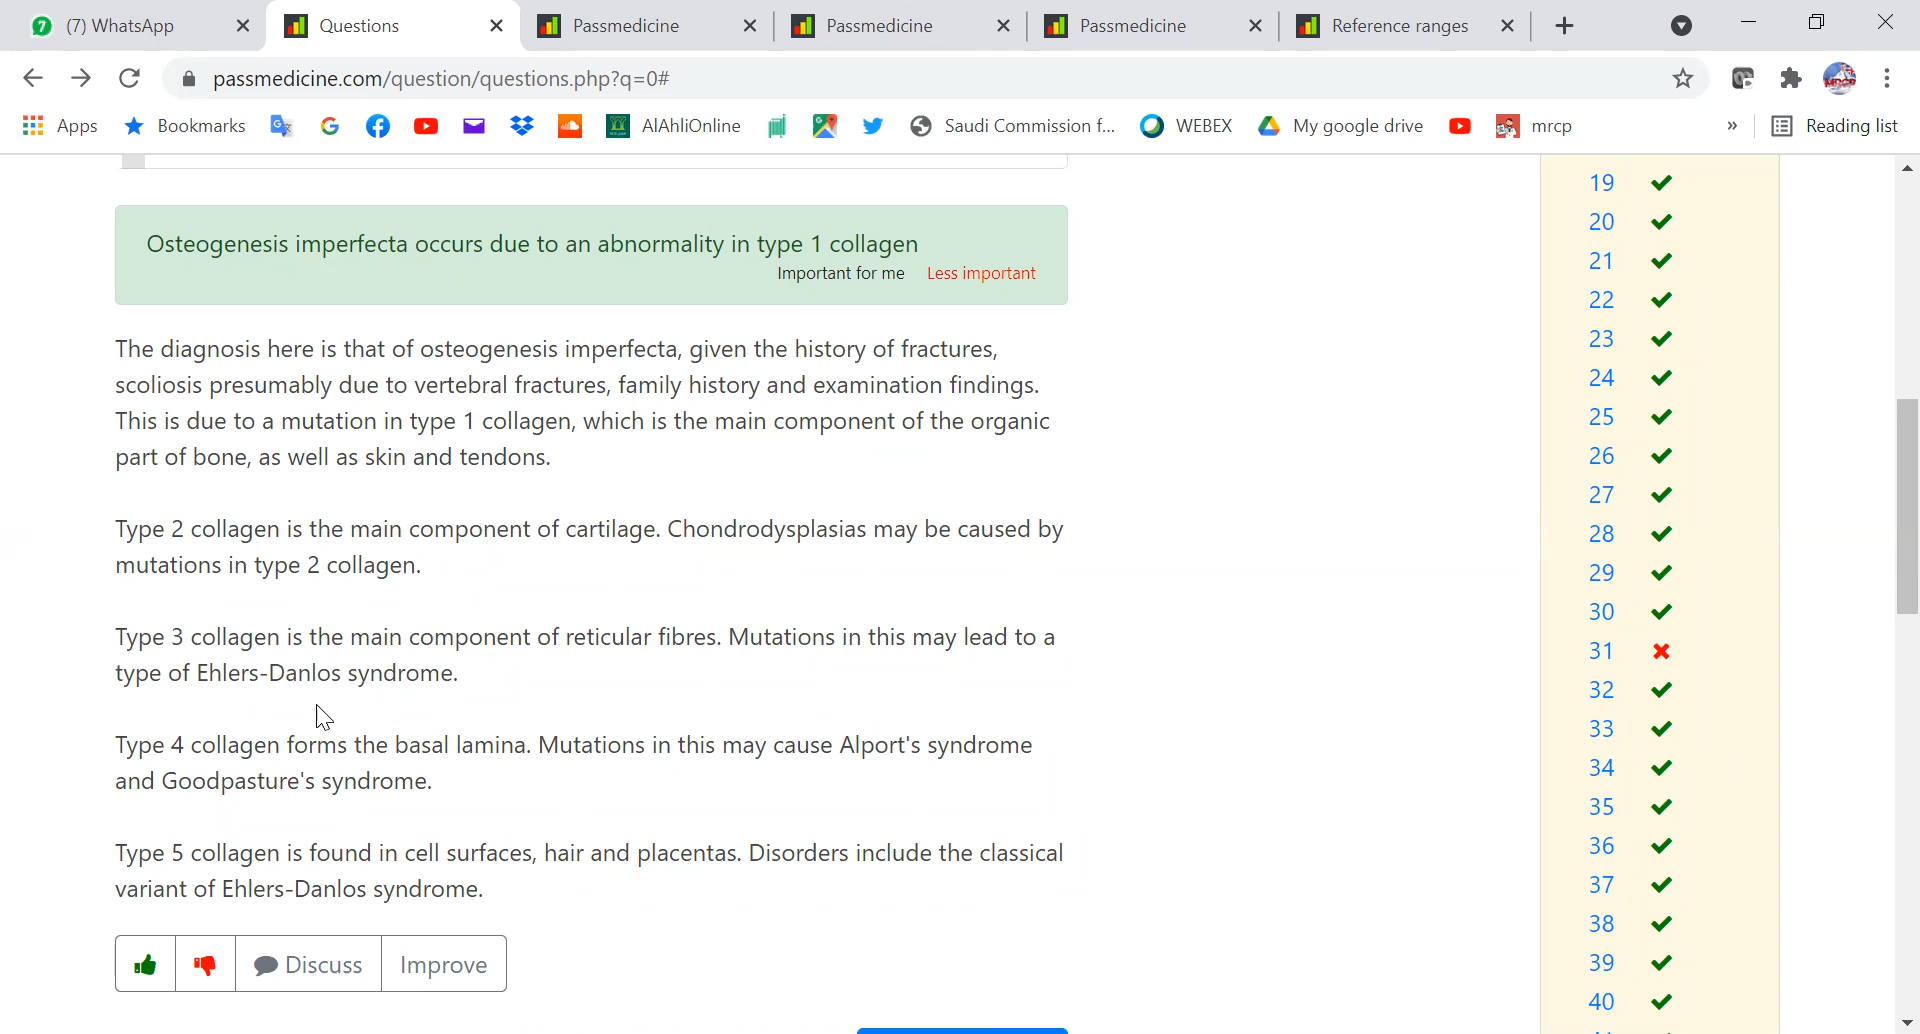 (7) WhatsApp
Questions
Passmedicine
Passmedicine
Passmedicine
Reference ranges
passmedicine.com/question/questions.php?q=0#
Apps
Bookmarks
AlAhliOnline
Saudi Commission f...
WEBEX
My google drive
mrcp
»
Reading list
Osteogenesis imperfecta occurs due to an abnormality in type 1 collagen
Important for me Less important
The diagnosis here is that of osteogenesis imperfecta, given the history of fractures,
scoliosis presumably due to vertebral fractures, family history and examination findings.
This is due to a mutation in type 1 collagen, which is the main component of the organic
part of bone, as well as skin and tendons.
Type 2 collagen is the main component of cartilage. Chondrodysplasias may be caused by
mutations in type 2 collagen.
Type 3 collagen is the main component of reticular fibres. Mutations in this may lead to a
type of Ehlers-Danlos syndrome.
Type 4 collagen forms the basal lamina. Mutations in this may cause Alport's syndrome
and Goodpasture's syndrome.
Type 5 collagen is found in cell surfaces, hair and placentas. Disorders include the classical
variant of Ehlers-Danlos syndrome.
Discuss
Improve
19
20
21
22
23
24
25
26
27
28
29
30
31
32
33
34
35
36
37
38
39
40